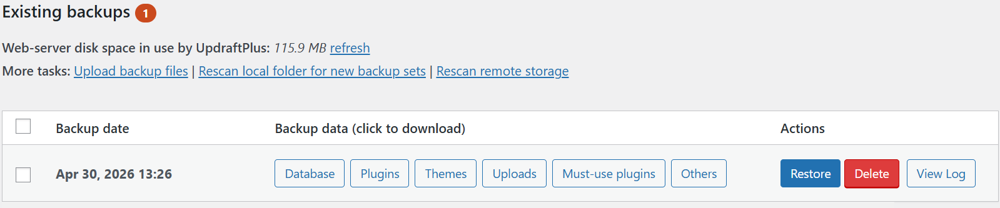 Existing backups 1
Web-server disk space in use by UpdraftPlus: 115.9 MB refresh
More tasks: Upload backup files | Rescan local folder for new backup sets | Rescan remote storage
Backup date Backup data (click to download) Actions
Apr 30, 2026 13:26 Database Plugins Themes Uploads Must-use plugins Others Restore Delete View Log